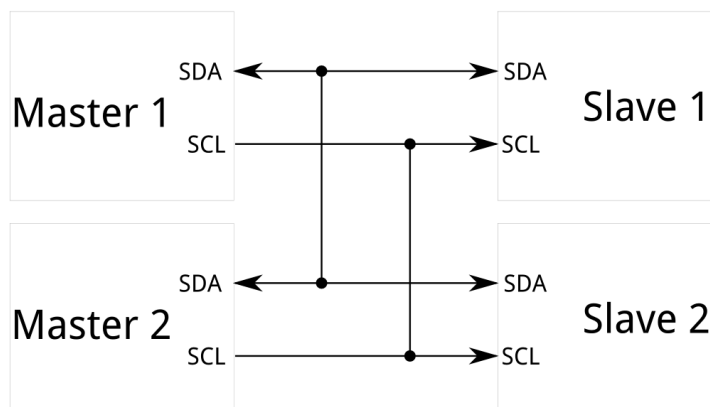 SDA
SDA
Master 1
Slave 1
SCL
SCL
SDA
SDA
Master 2
Slave 2
SCL
SCL